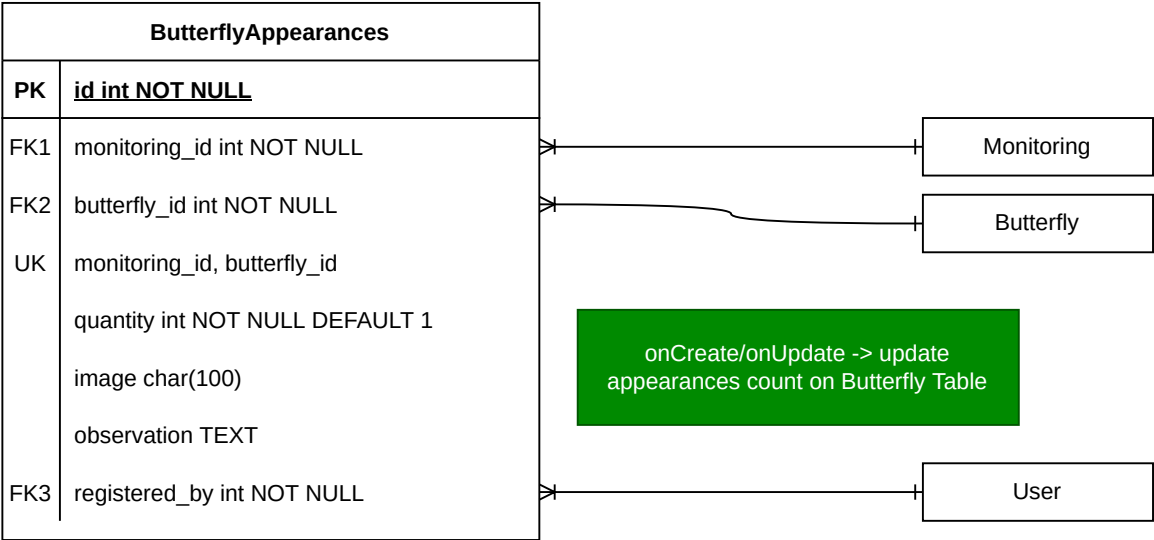 ButterflyAppearances
PK id int NOT NULL
FK1 monitoring_id int NOT NULL
Monitoring
FK2 butterfly_id int NOT NULL
Butterfly
UK monitoring_id, butterfly_id
quantity int NOT NULL DEFAULT 1
onCreate/onUpdate -> update
appearances count on Butterfly Table
image char(100)
observation TEXT
FK3 registered_by int NOT NULL
User